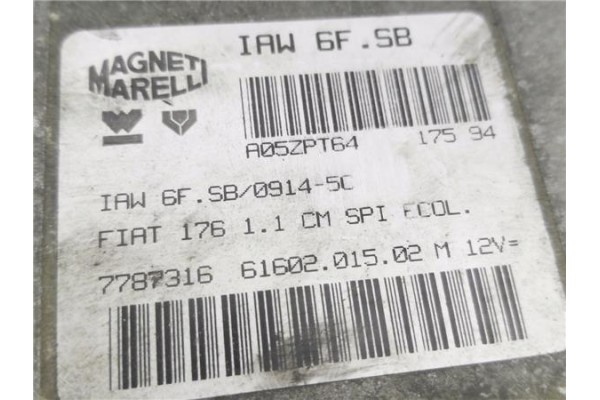 IAW 6F.SB
MAGNETI
MARELLI
A05ZPT64 175 94
IAW 6F.SB/0914-5C
FIAT 176 1.1 CM SPI ECOL.
7787316 61602.015.02 M 12V=